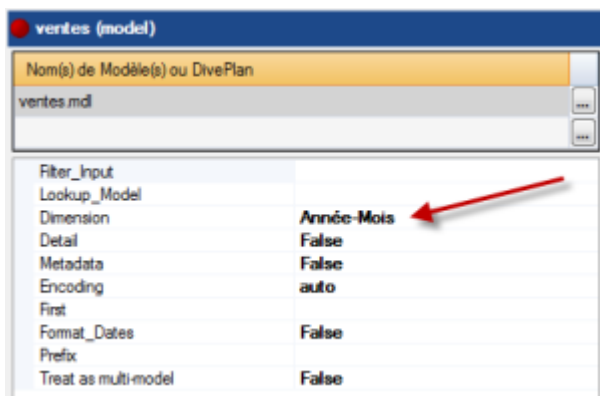 ventes (model)
Nom(s) de Modèle(s) ou DivePlan
ventes.mdl
...
...
Filter_Input
Lookup_Model
Dimension Année-Mois
Detail False
Metadata False
Encoding auto
First
Format_Dates False
Prefix
Treat as multi-model False